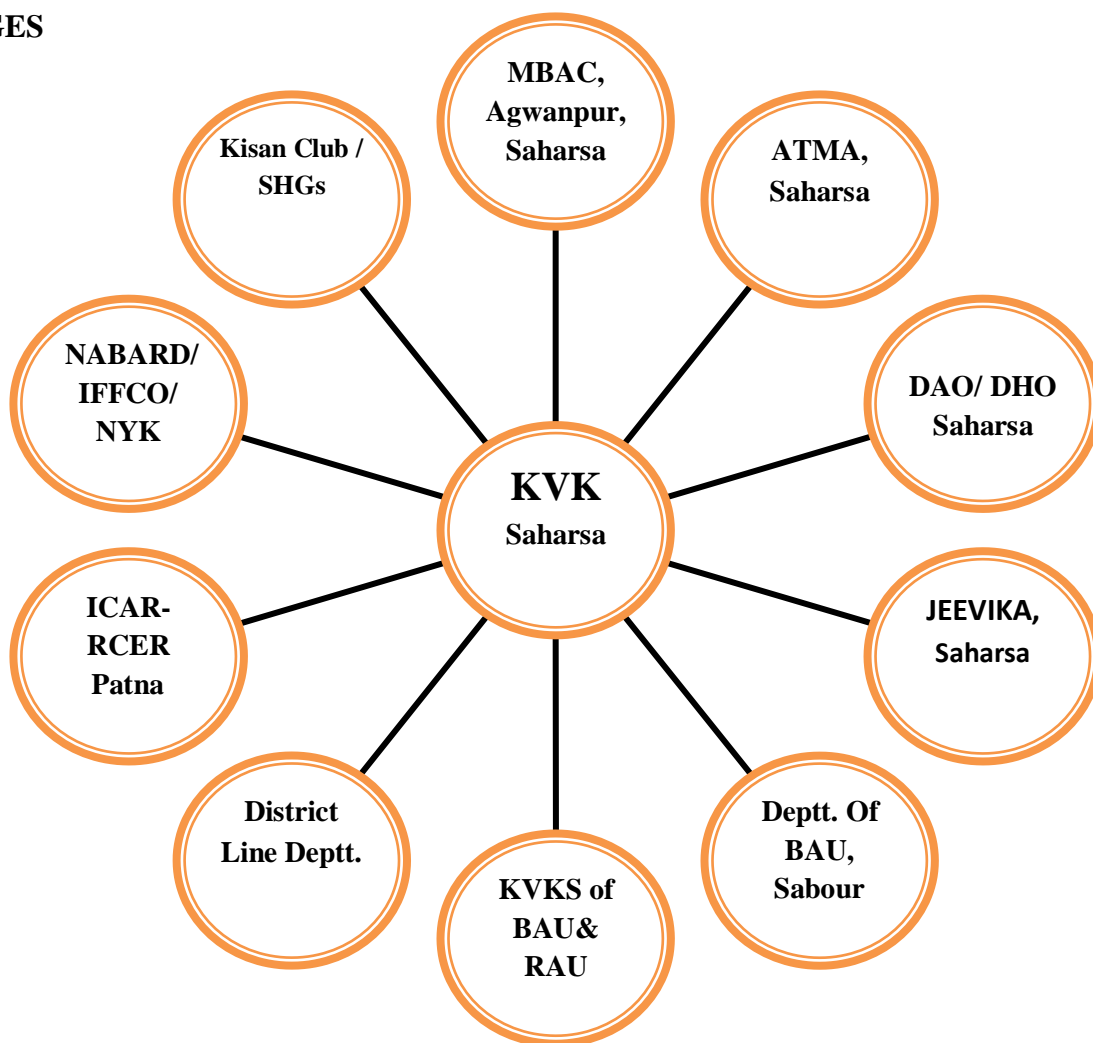 GES
MBAC,
Agwanpur,
Saharsa
ATMA,
Saharsa
DAO/ DHO
Saharsa
JEEVIKA,
Saharsa
Deptt. Of
BAU,
Sabour
KVKS of
BAU&
RAU
District
Line Deptt.
ICAR-
RCER
Patna
NABARD/
IFFCO/
NYK
Kisan Club /
SHGs
KVK
Saharsa